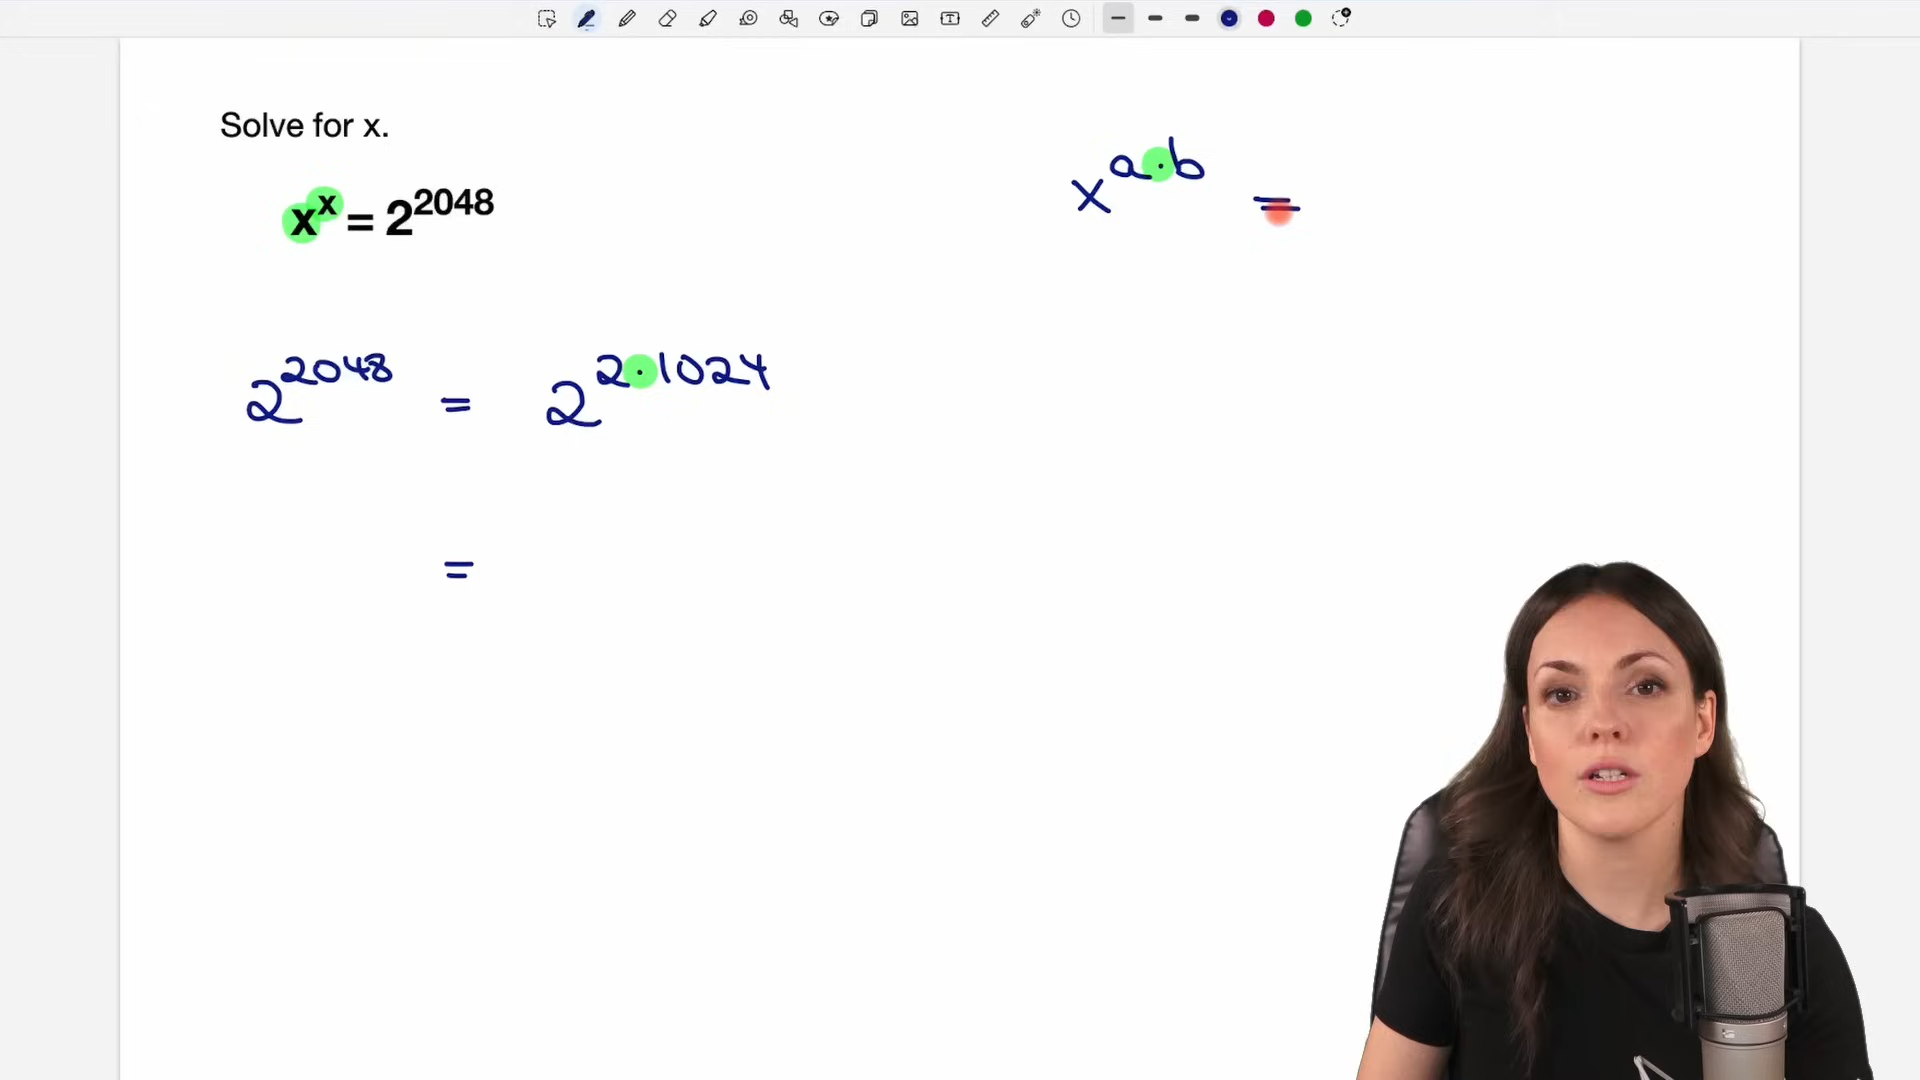 Solve for x.
x^x = 2^2048
x^a·b =
2^2048 = 2^2·1024
=